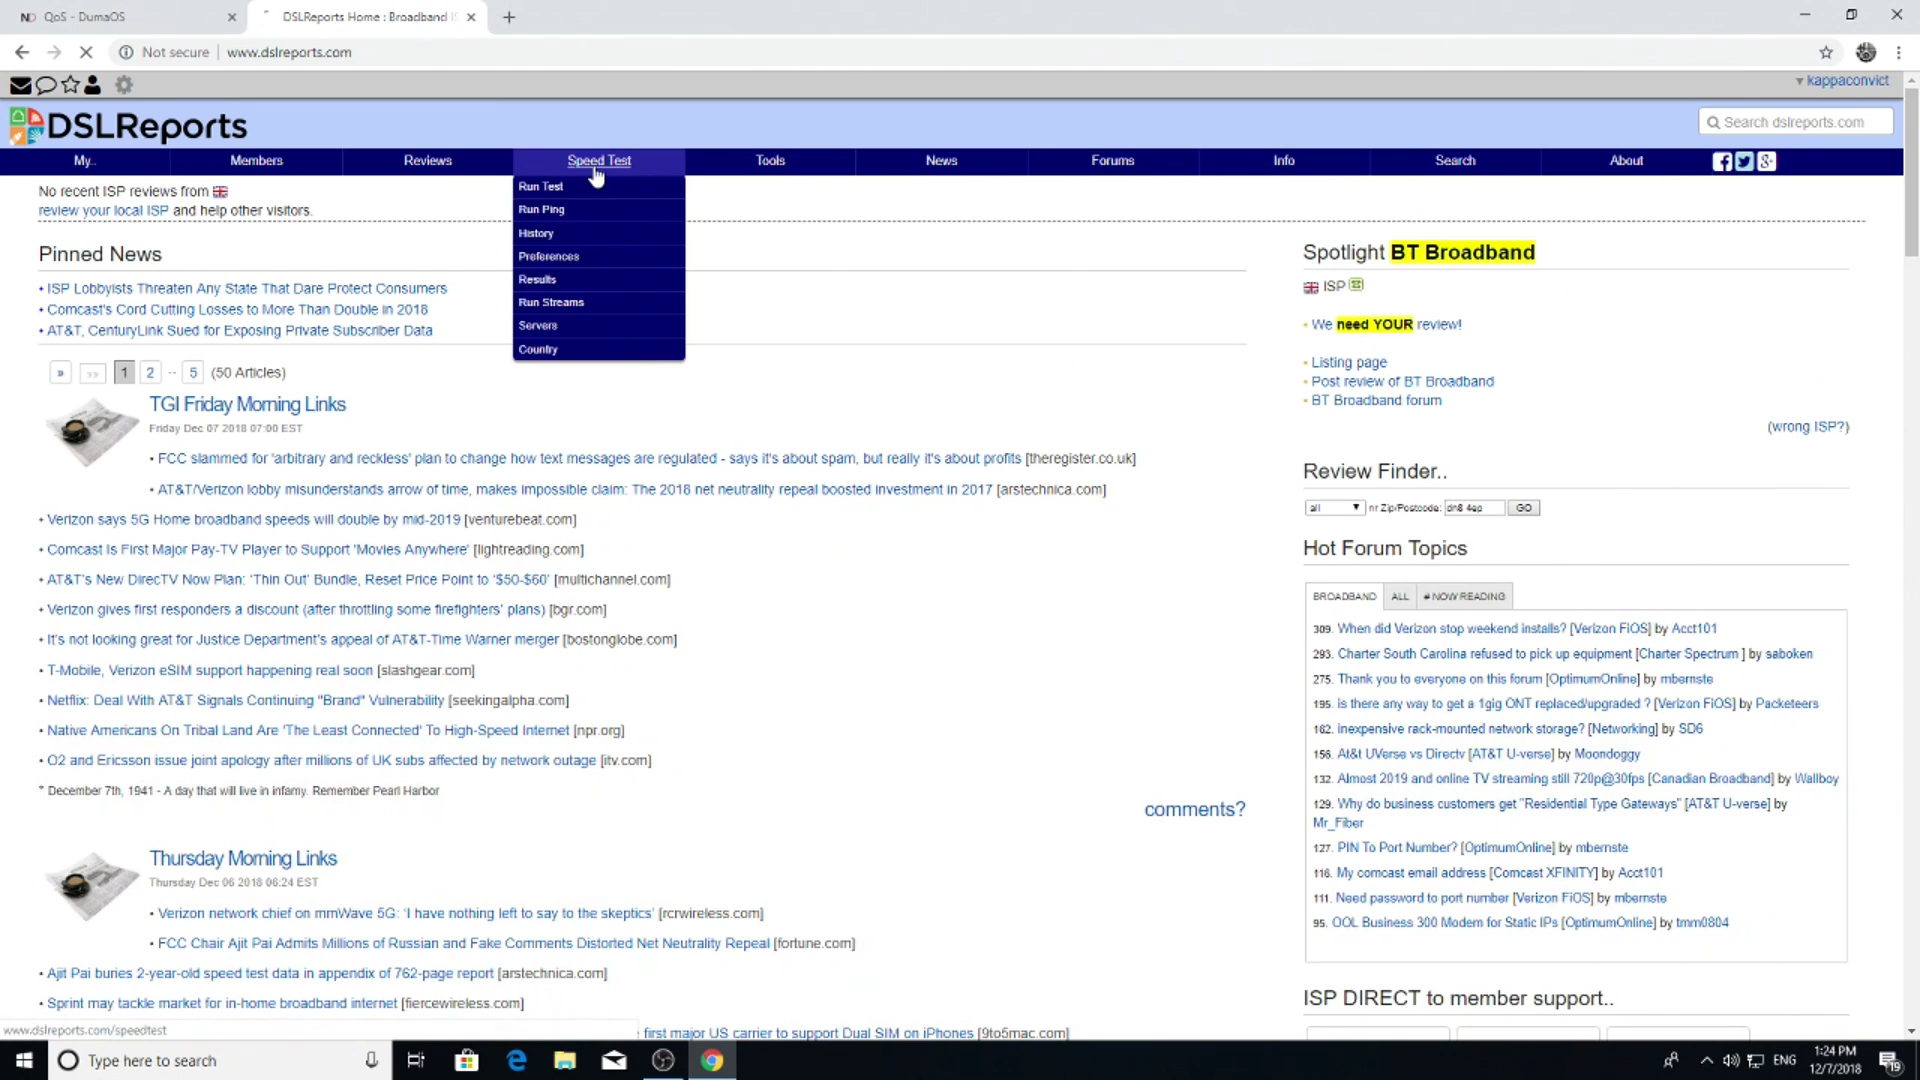 QoS - DumaOS
DSLReports Home : Broadband I
Not secure
www.dslreports.com
kappaconvict
DSLReports
Search dslreports.com
My..
Members
Reviews
Speed Test
Tools
News
Forums
Info
Search
About
Run Test
Run Ping
History
Preferences
Results
Run Streams
Servers
Country
No recent ISP reviews from
review your local ISP and help other visitors.
Pinned News
• ISP Lobbyists Threaten Any State That Dare Protect Consumers
• Comcast's Cord Cutting Losses to More Than Double in 2018
• AT&T, CenturyLink Sued for Exposing Private Subscriber Data
» >> 1 2 ·· 5 (50 Articles)
TGI Friday Morning Links
Friday Dec 07 2018 07:00 EST
• FCC slammed for 'arbitrary and reckless' plan to change how text messages are regulated - says it's about spam, but really it's about profits [theregister.co.uk]
• AT&T/Verizon lobby misunderstands arrow of time, makes impossible claim: The 2018 net neutrality repeal boosted investment in 2017 [arstechnica.com]
• Verizon says 5G Home broadband speeds will double by mid-2019 [venturebeat.com]
• Comcast Is First Major Pay-TV Player to Support 'Movies Anywhere' [lightreading.com]
• AT&T's New DirecTV Now Plan: 'Thin Out' Bundle, Reset Price Point to '$50-$60' [multichannel.com]
• Verizon gives first responders a discount (after throttling some firefighters' plans) [bgr.com]
• It's not looking great for Justice Department's appeal of AT&T-Time Warner merger [bostonglobe.com]
• T-Mobile, Verizon eSIM support happening real soon [slashgear.com]
• Netflix: Deal With AT&T Signals Continuing "Brand" Vulnerability [seekingalpha.com]
• Native Americans On Tribal Land Are 'The Least Connected' To High-Speed Internet [npr.org]
• O2 and Ericsson issue joint apology after millions of UK subs affected by network outage [itv.com]
* December 7th, 1941 - A day that will live in infamy. Remember Pearl Harbor
comments?
Thursday Morning Links
Thursday Dec 06 2018 06:24 EST
• Verizon network chief on mmWave 5G: 'I have nothing left to say to the skeptics' [rcrwireless.com]
• FCC Chair Ajit Pai Admits Millions of Russian and Fake Comments Distorted Net Neutrality Repeal [fortune.com]
• Ajit Pai buries 2-year-old speed test data in appendix of 762-page report [arstechnica.com]
• Sprint may tackle market for in-home broadband internet [fiercewireless.com]
first major US carrier to support Dual SIM on iPhones [9to5mac.com]
www.dslreports.com/speedtest
Spotlight BT Broadband
ISP
• We need YOUR review!
• Listing page
• Post review of BT Broadband
• BT Broadband forum
(wrong ISP?)
Review Finder..
all nr Zip/Postcode: dn8 4ep GO
Hot Forum Topics
BROADBAND ALL # NOW READING
309. When did Verizon stop weekend installs? [Verizon FiOS] by Acct101
293. Charter South Carolina refused to pick up equipment [Charter Spectrum ] by saboken
275. Thank you to everyone on this forum [OptimumOnline] by mbernste
195. is there any way to get a 1gig ONT replaced/upgraded ? [Verizon FiOS] by Packeteers
162. inexpensive rack-mounted network storage? [Networking] by SD6
156. At&t UVerse vs Directv [AT&T U-verse] by Moondoggy
132. Almost 2019 and online TV streaming still 720p@30fps [Canadian Broadband] by Wallboy
129. Why do business customers get "Residential Type Gateways" [AT&T U-verse] by
Mr_Fiber
127. PIN To Port Number? [OptimumOnline] by mbernste
116. My comcast email address [Comcast XFINITY] by Acct101
111. Need password to port number [Verizon FiOS] by mbernste
95. OOL Business 300 Modem for Static IPs [OptimumOnline] by tmm0804
ISP DIRECT to member support..
Type here to search
ENG
1:24 PM
12/7/2018
19